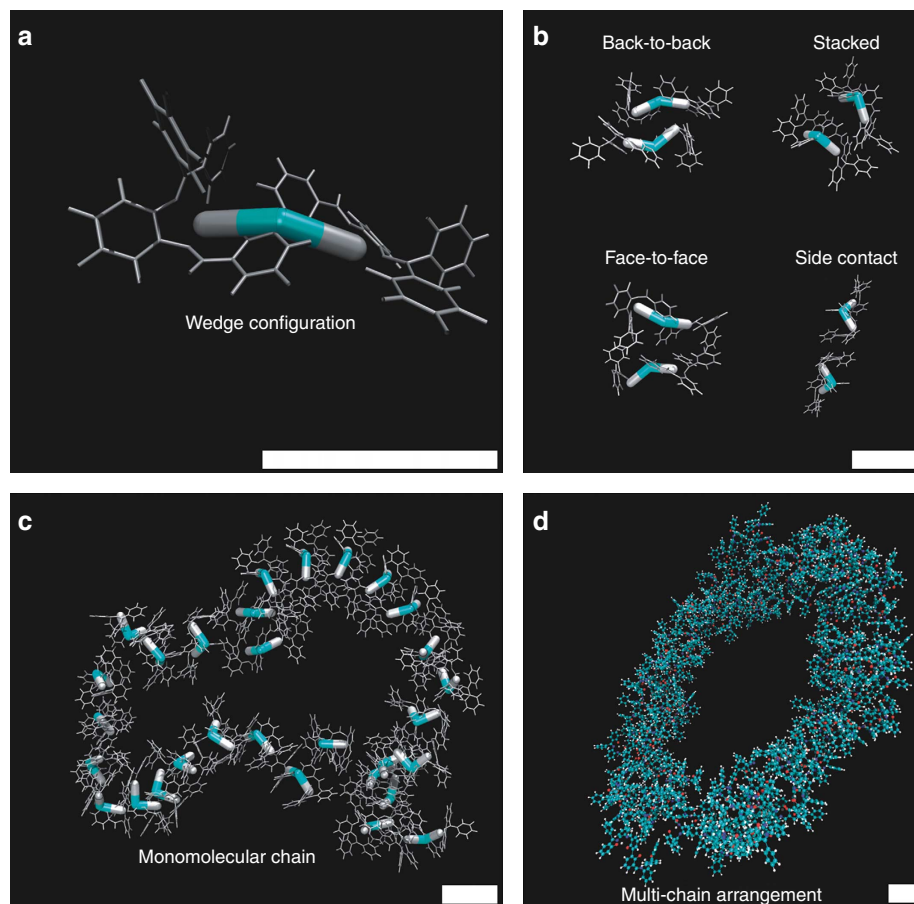 a
Wedge configuration
b
Back-to-back
Stacked
Face-to-face
Side contact
c
Monomolecular chain
d
Multi-chain arrangement